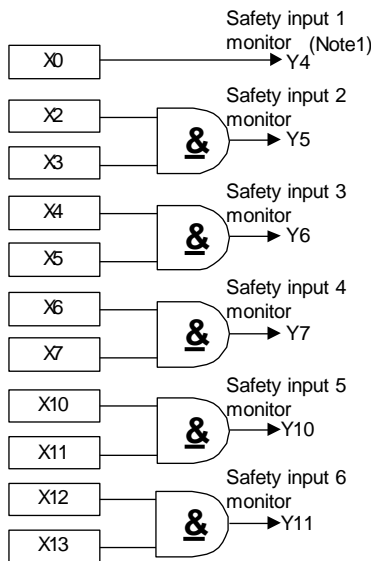 Safety input 1
monitor (Note1)
X0
Y4
Safety input 2
monitor
X2
X3
&
Y5
Safety input 3
monitor
X4
X5
&
Y6
Safety input 4
monitor
X6
X7
&
Y7
Safety input 5
monitor
X10
X11
&
Y10
Safety input 6
monitor
X12
X13
&
Y11